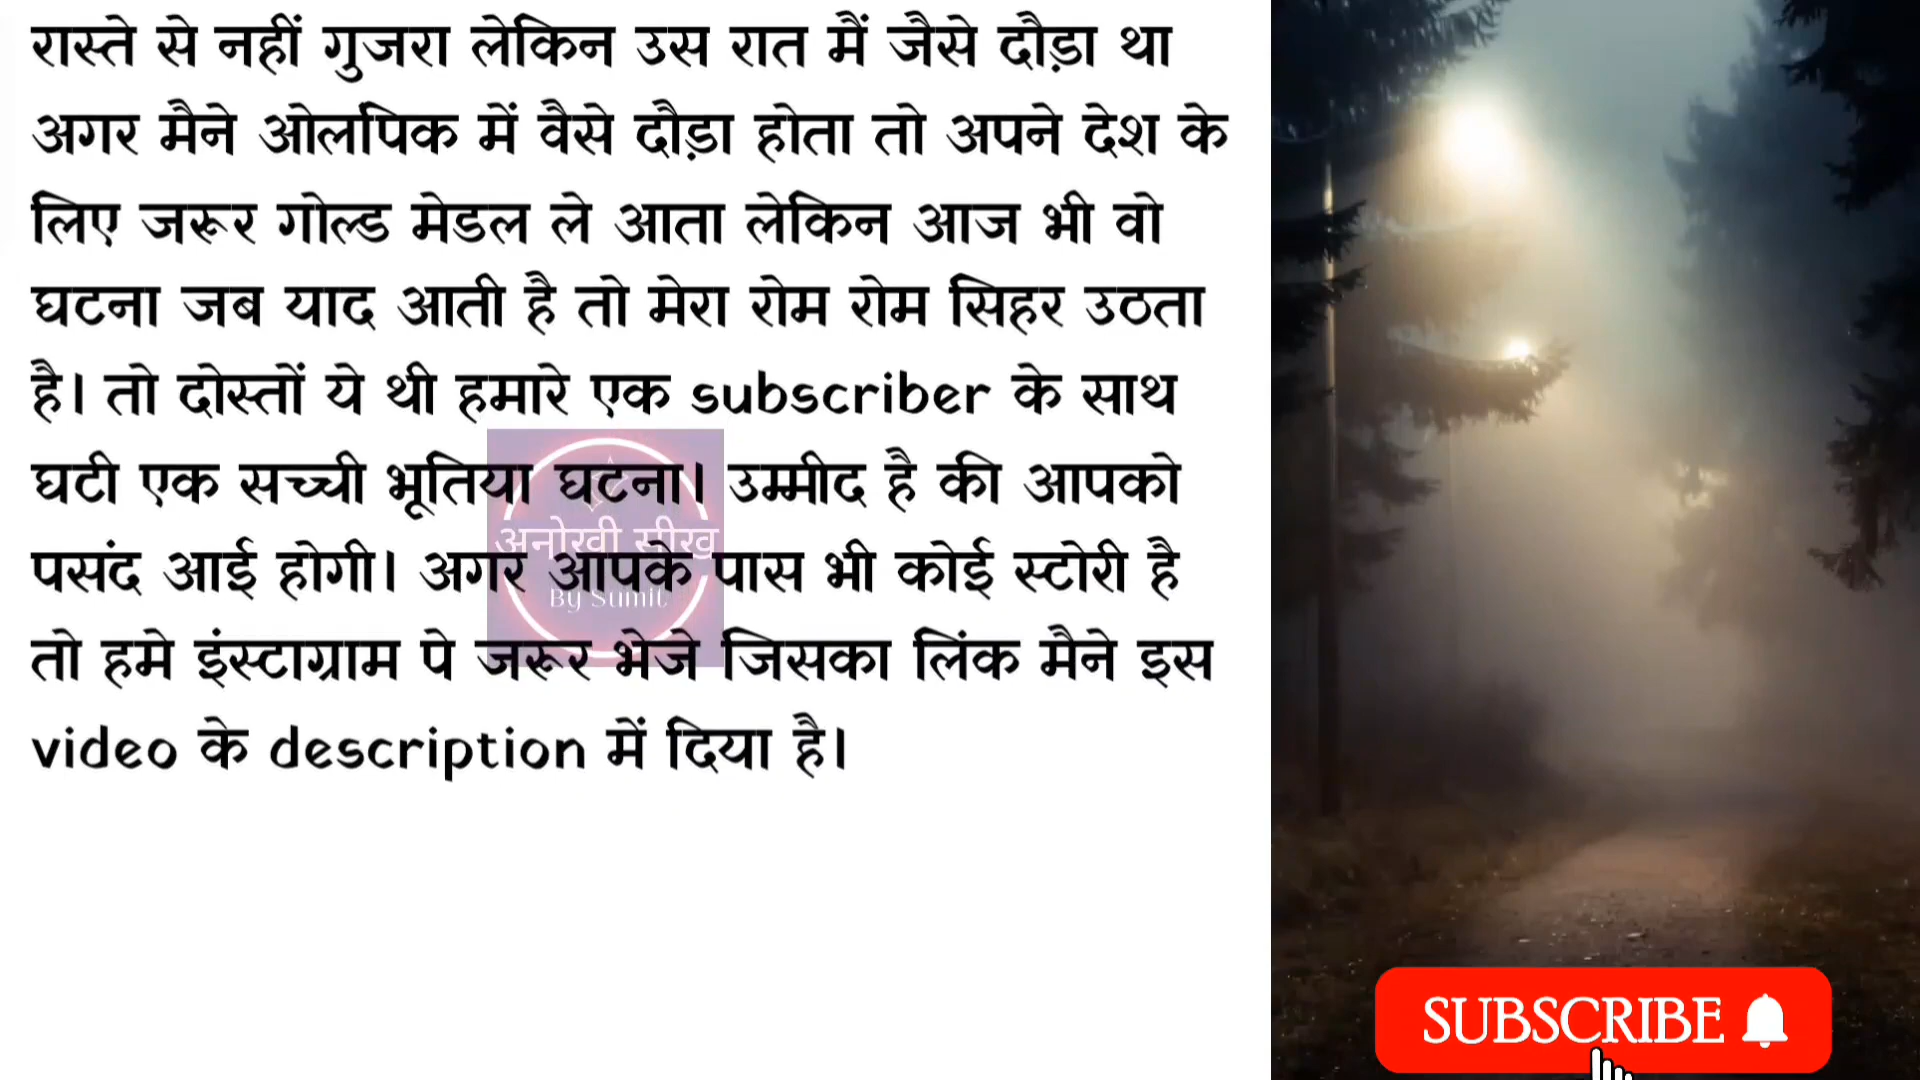 रास्ते से नहीं गुजरा लेकिन उस रात मैं जैसे दौड़ा था
अगर मैने ओलपिक में वैसे दौड़ा होता तो अपने देश के
लिए जरूर गोल्ड मेडल ले आता लेकिन आज भी वो
घटना जब याद आती है तो मेरा रोम रोम सिहर उठता
है। तो दोस्तों ये थी हमारे एक subscriber के साथ
घटी एक सच्ची भूतिया घटना। उम्मीद है की आपको
पसंद आई होगी। अगर आपके पास भी कोई स्टोरी है
तो हमे इंस्टाग्राम पे जरूर भेजे जिसका लिंक मैने इस
video के description में दिया है।
अनोखी सीख
By Sumit
SUBSCRIBE